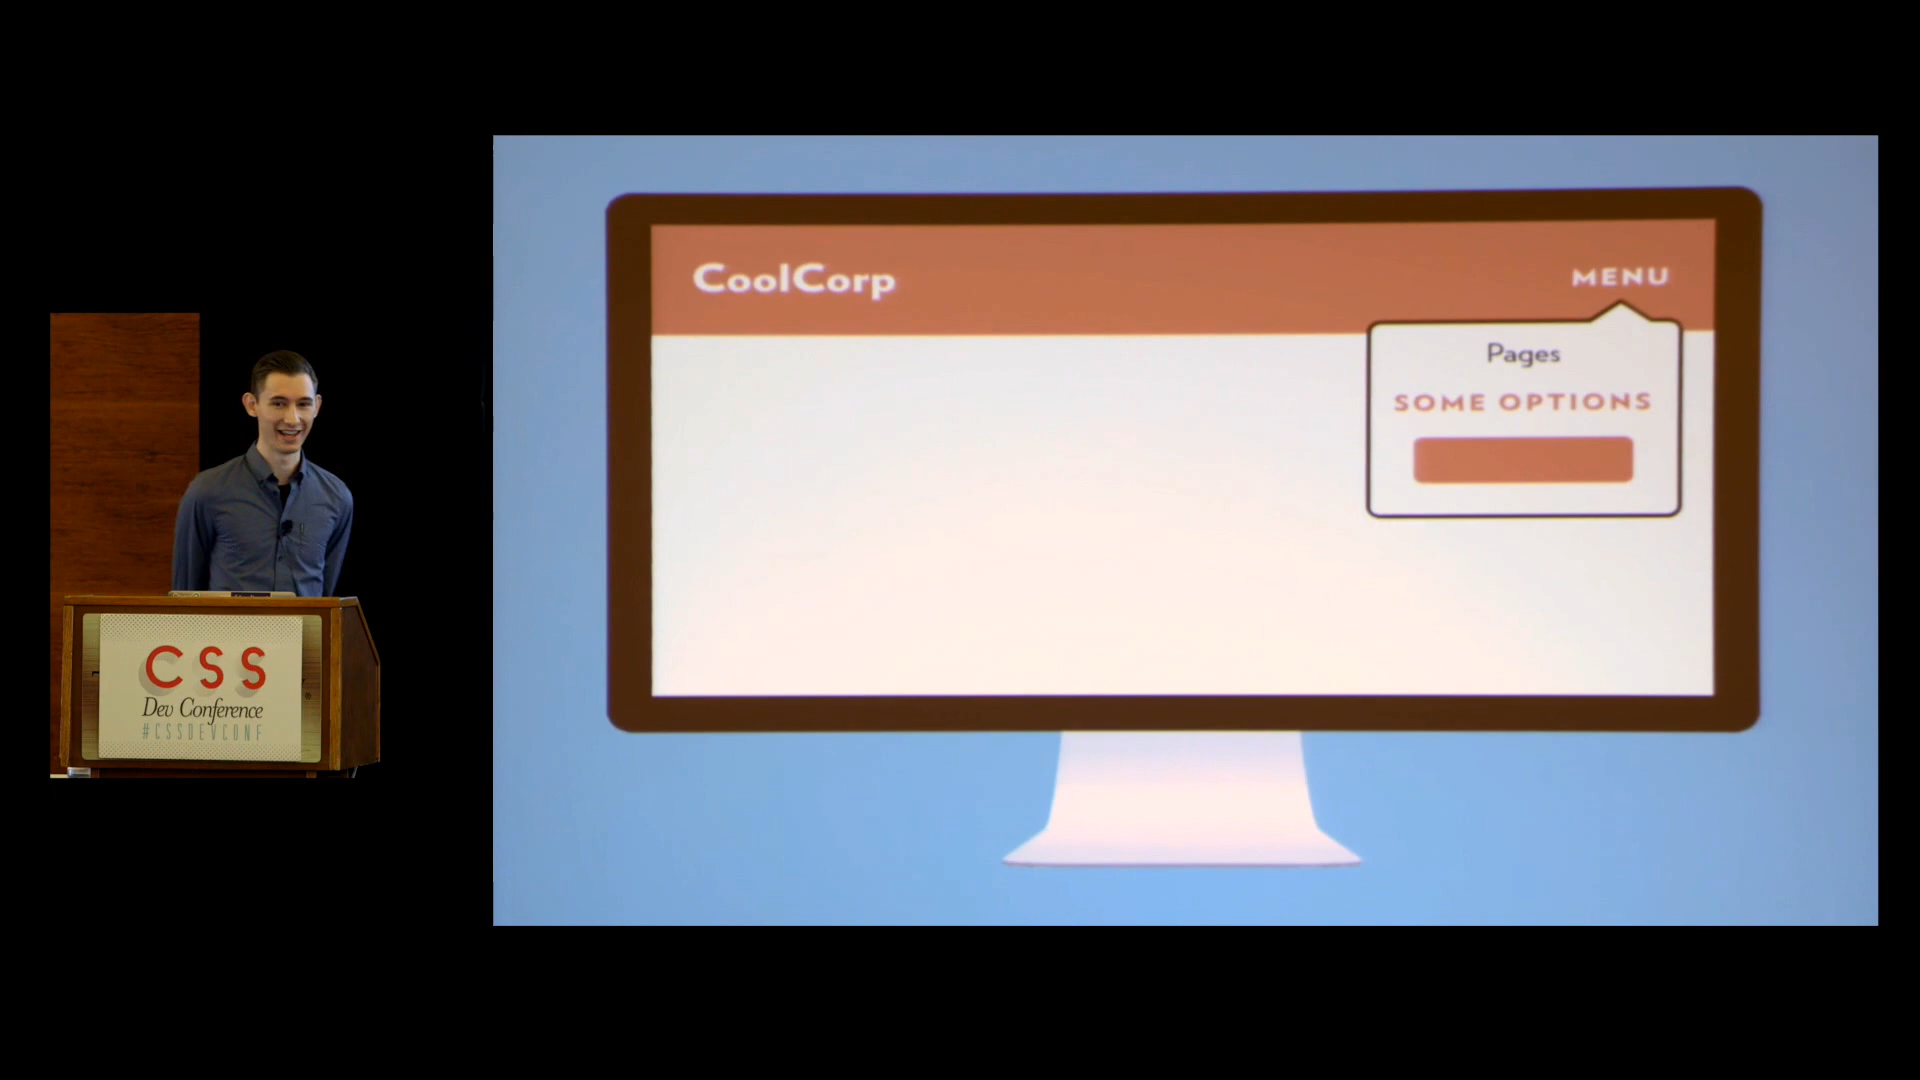 CoolCorp
MENU
Pages
SOME OPTIONS
CSS
Dev Conference
#CSSDEVCONF